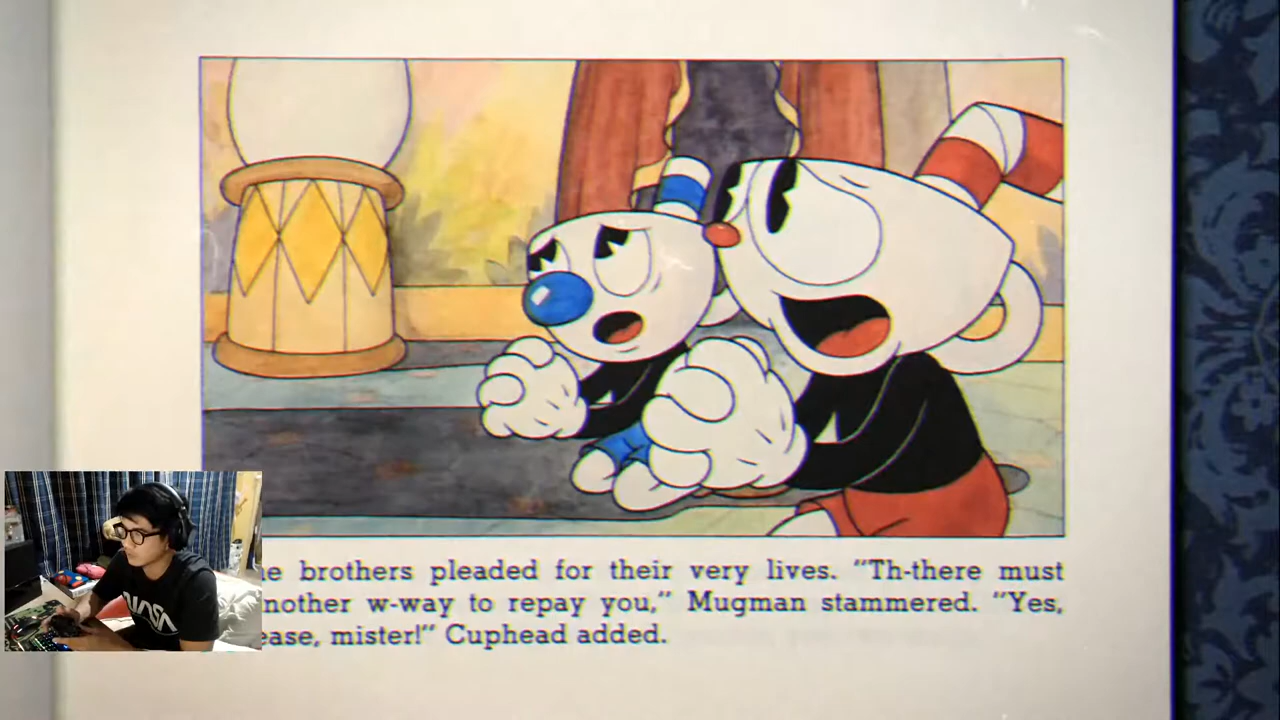 e brothers pleaded for their very lives. “Th-there must
nother w-way to repay you,” Mugman stammered. “Yes,
ease, mister!” Cuphead added.